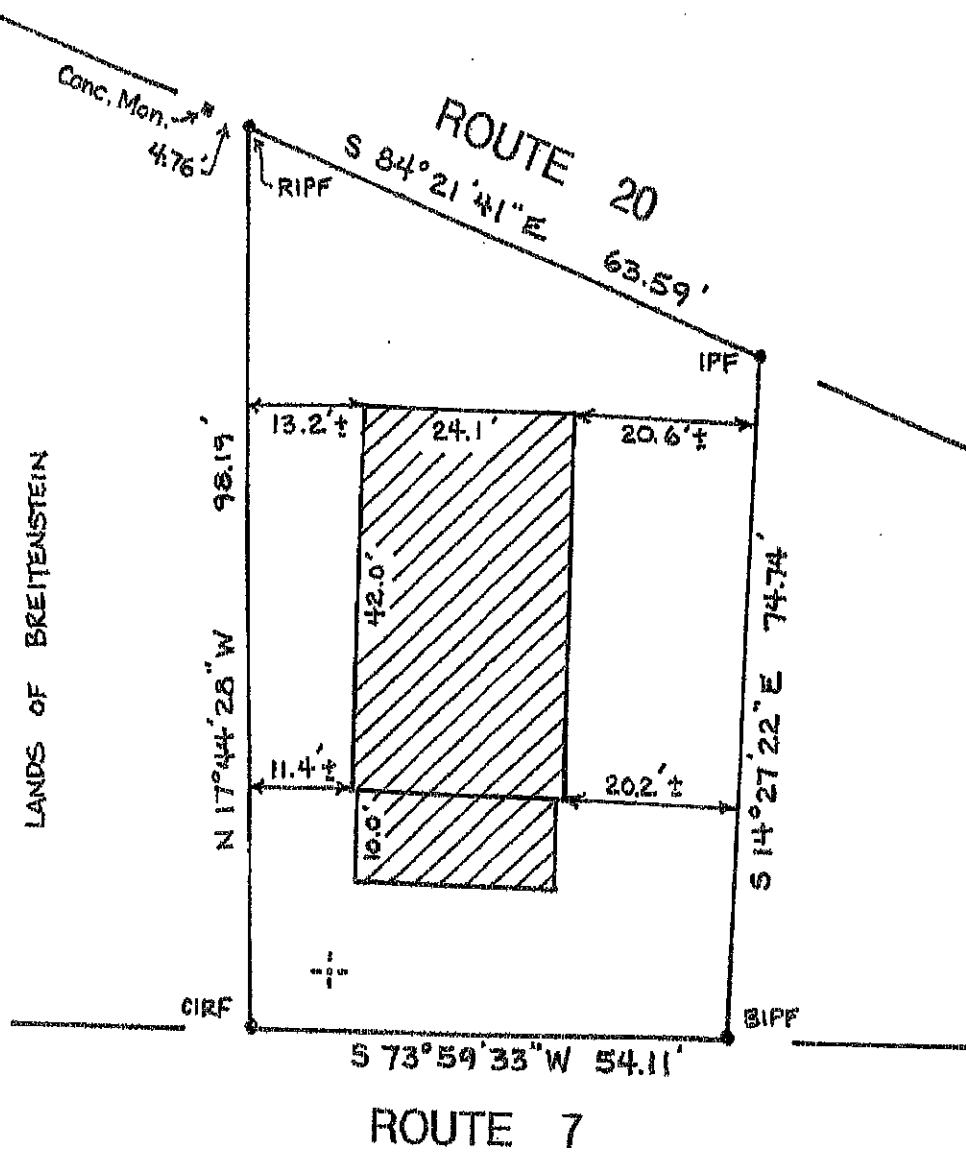 ROUTE 20
Conc. Mon.
4.76'
RIPF
S 84°21'41"E 63.59'
IPF
13.2'±
24.1'
20.6'±
LANDS OF BREITENSTEIN
N 17°44'28"W 98.19'
42.0'
S 14°27'22"E 74.74'
11.4'±
20.2'±
10.0'
CIRF
BIPF
S 73°59'33"W 54.11'
ROUTE 7